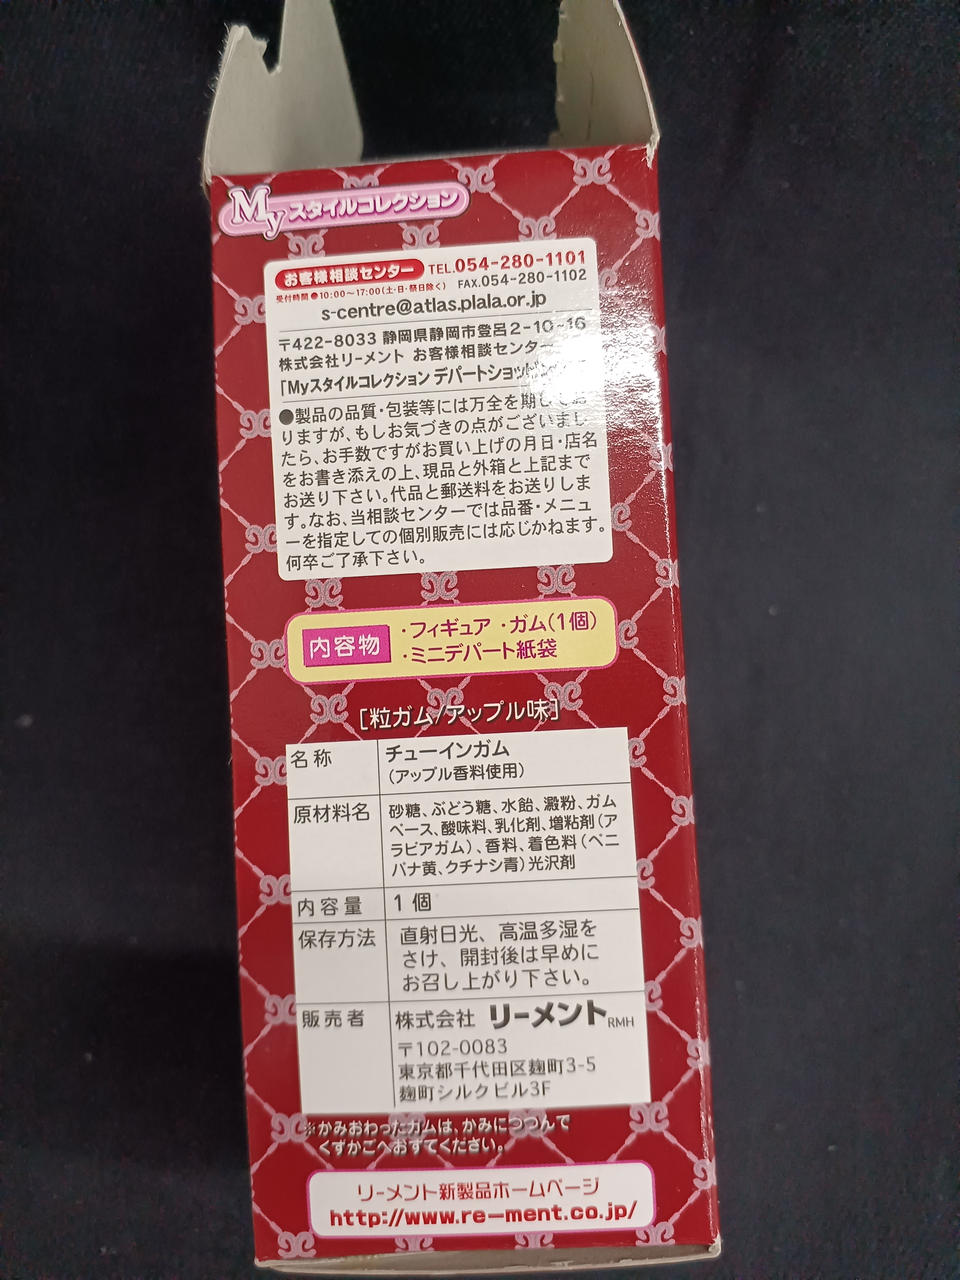 Myスタイルコレクション
お客様相談センター TEL.054-280-1101
受付時間●10:00〜17:00(土・日・祭日除く) FAX.054-280-1102
s-centre@atlas.plala.or.jp
〒422-8033 静岡県静岡市登呂2-10-16
株式会社リーメント お客様相談センター
「Myスタイルコレクション デパートショッピング
●製品の品質・包装等には万全を期してお
りますが、もしお気づきの点がございまし
たら、お手数ですがお買い上げの月日・店名
をお書き添えの上、現品と外箱と上記まで
お送り下さい。代品と郵送料をお送りしま
す。なお、当相談センターでは品番・メニュ
ーを指定しての個別販売には応じかねます。
何卒ご了承下さい。
内容物 ・フィギュア ・ガム(1個)
・ミニデパート紙袋
[粒ガム/アップル味]
名称 チューインガム
(アップル香料使用)
原材料名 砂糖、ぶどう糖、水飴、澱粉、ガム
ベース、酸味料、乳化剤、増粘剤(ア
ラビアガム)、香料、着色料(ベニ
バナ黄、クチナシ青)光沢剤
内容量 1個
保存方法 直射日光、高温多湿を
さけ、開封後は早めに
お召し上がり下さい。
販売者 株式会社 リーメント RMH
〒102-0083
東京都千代田区麹町3-5
麹町シルクビル3F
※かみおわったガムは、かみにつつんで
くずかごへおすてください。
リーメント新製品ホームページ
http://www.re-ment.co.jp/